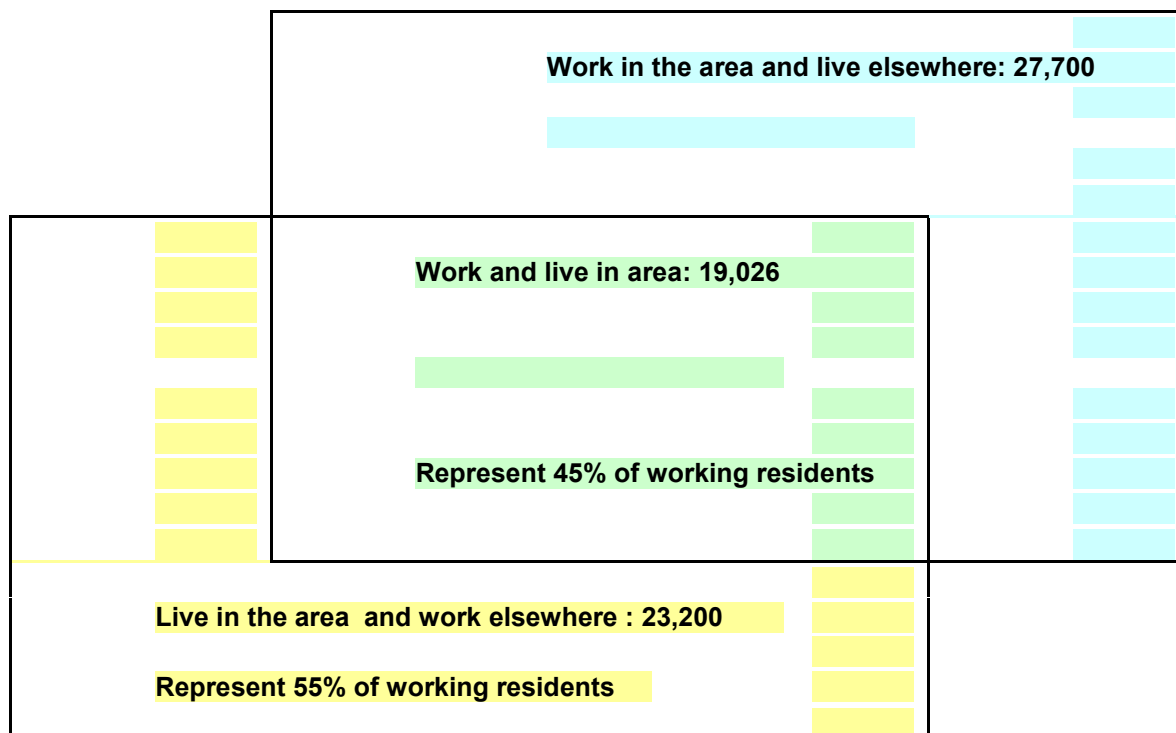 Work in the area and live elsewhere: 27,700
Work and live in area: 19,026
Represent 45% of working residents
Live in the area  and work elsewhere : 23,200
Represent 55% of working residents